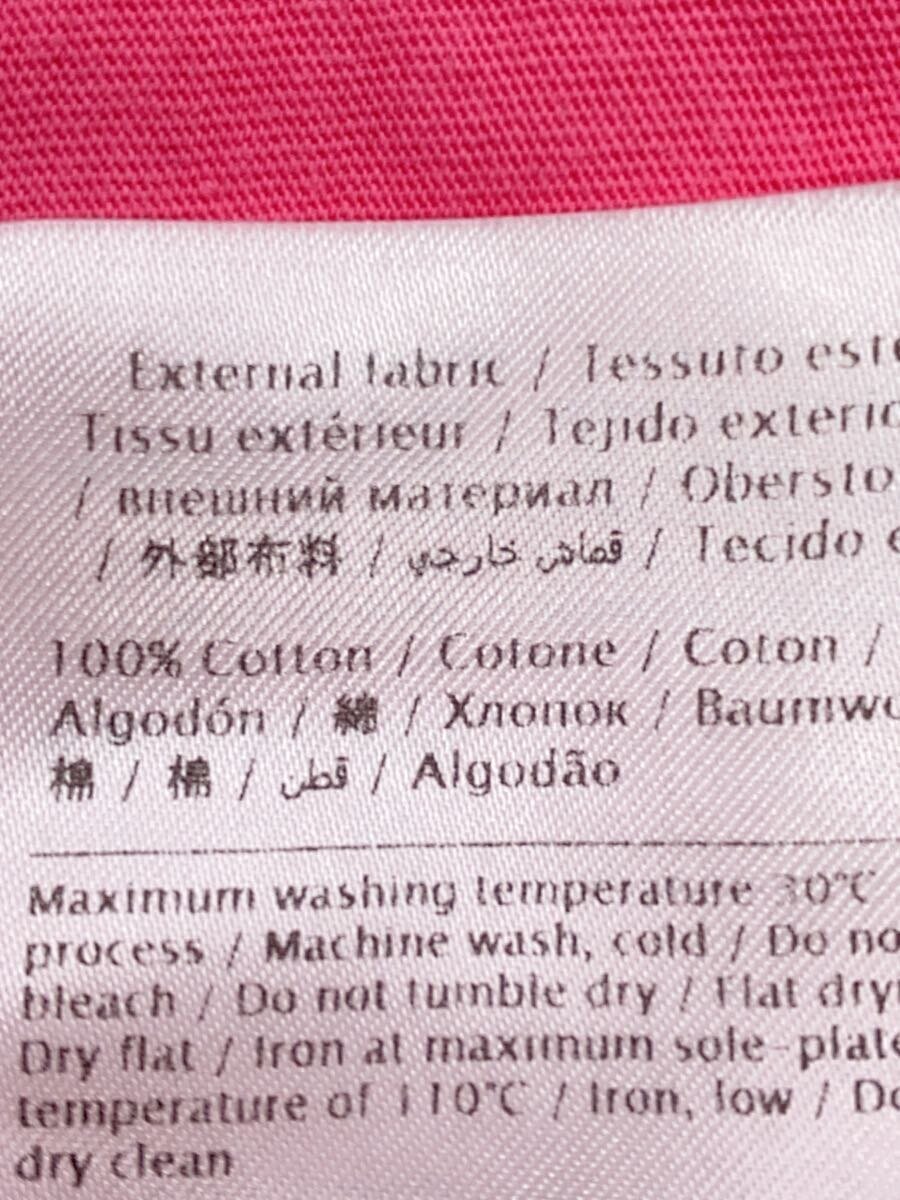 External fabric / Tessuto este
Tissu extérieur / Tejido exterio
/ внешний материал / Obersto
/ 外部布料 / قماش خارجي / Tecido e
100% Cotton / Cotone / Coton /
Algodón / 綿 / Хлопок / Baumwo
棉 / 棉 / قطن / Algodão
Maximum washing temperature 30°C
process / Machine wash, cold / Do no
bleach / Do not tumble dry / Flat dryi
Dry flat / Iron at maximum sole-plate
temperature of 110°C / Iron, low / Do
dry clean